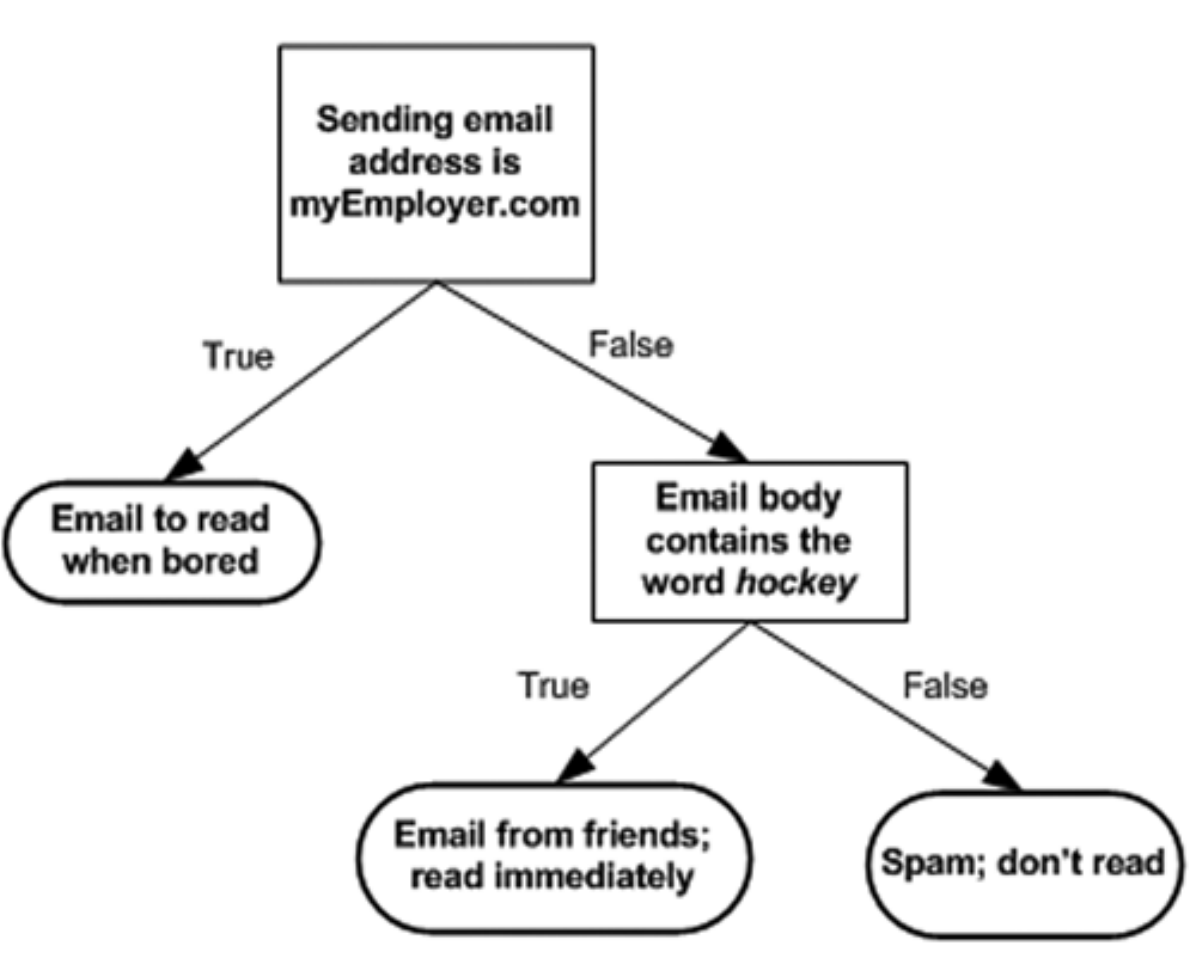 Sending email
address is
myEmployer.com
True
False
Email to read
when bored
Email body
contains the
word hockey
True
False
Email from friends;
read immediately
Spam; don't read